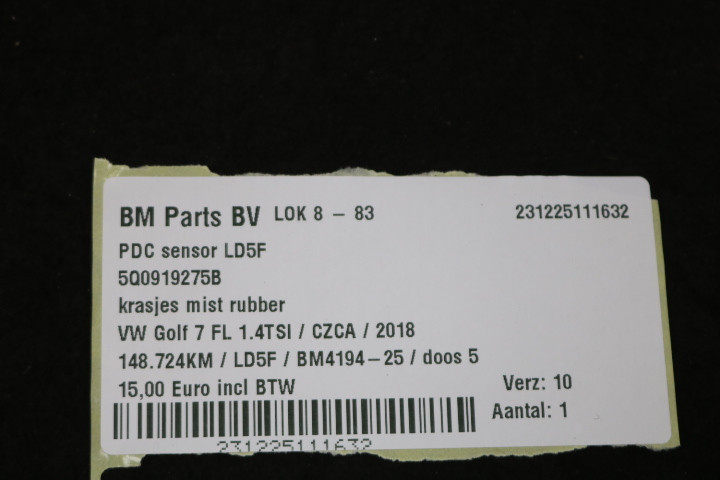 BM Parts BV LOK 8 - 83 231225111632
PDC sensor LD5F
5Q0919275B
krasjes mist rubber
VW Golf 7 FL 1.4TSI / CZCA / 2018
148.724KM / LD5F / BM4194-25 / doos 5
15,00 Euro incl BTW Verz: 10
Aantal: 1
231225111632